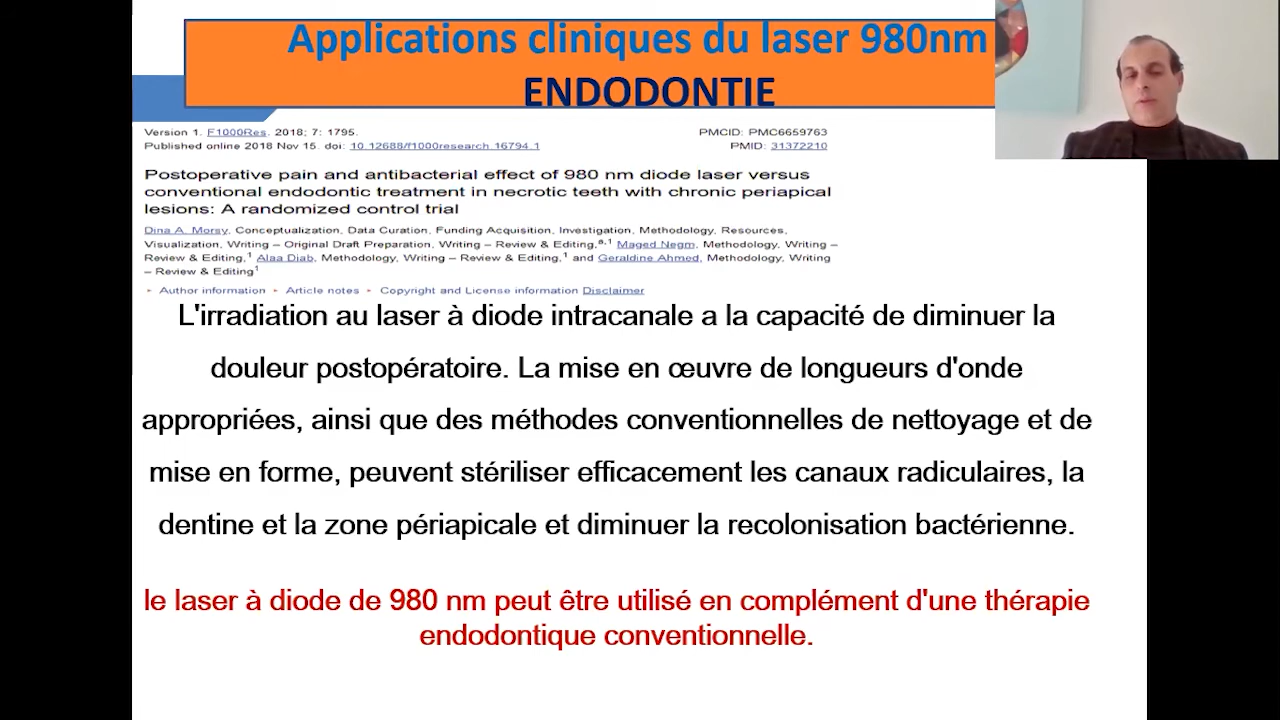 Applications cliniques du laser 980nm
ENDODONTIE
Version 1. F1000Res. 2018; 7: 1795.
PMCID: PMC6659763
Published online 2018 Nov 15. doi: 10.12688/f1000research.16794.1
PMID: 31372210
Postoperative pain and antibacterial effect of 980 nm diode laser versus
conventional endodontic treatment in necrotic teeth with chronic periapical
lesions: A randomized control trial
Dina A. Morsy, Conceptualization, Data Curation, Funding Acquisition, Investigation, Methodology, Resources,
Visualization, Writing – Original Draft Preparation, Writing – Review & Editing,a,1 Maged Negm, Methodology, Writing –
Review & Editing,1 Alaa Diab, Methodology, Writing – Review & Editing,1 and Geraldine Ahmed, Methodology, Writing
– Review & Editing1
Author information Article notes Copyright and License information Disclaimer
L'irradiation au laser à diode intracanale a la capacité de diminuer la
douleur postopératoire. La mise en œuvre de longueurs d'onde
appropriées, ainsi que des méthodes conventionnelles de nettoyage et de
mise en forme, peuvent stériliser efficacement les canaux radiculaires, la
dentine et la zone périapicale et diminuer la recolonisation bactérienne.
le laser à diode de 980 nm peut être utilisé en complément d'une thérapie
endodontique conventionnelle.